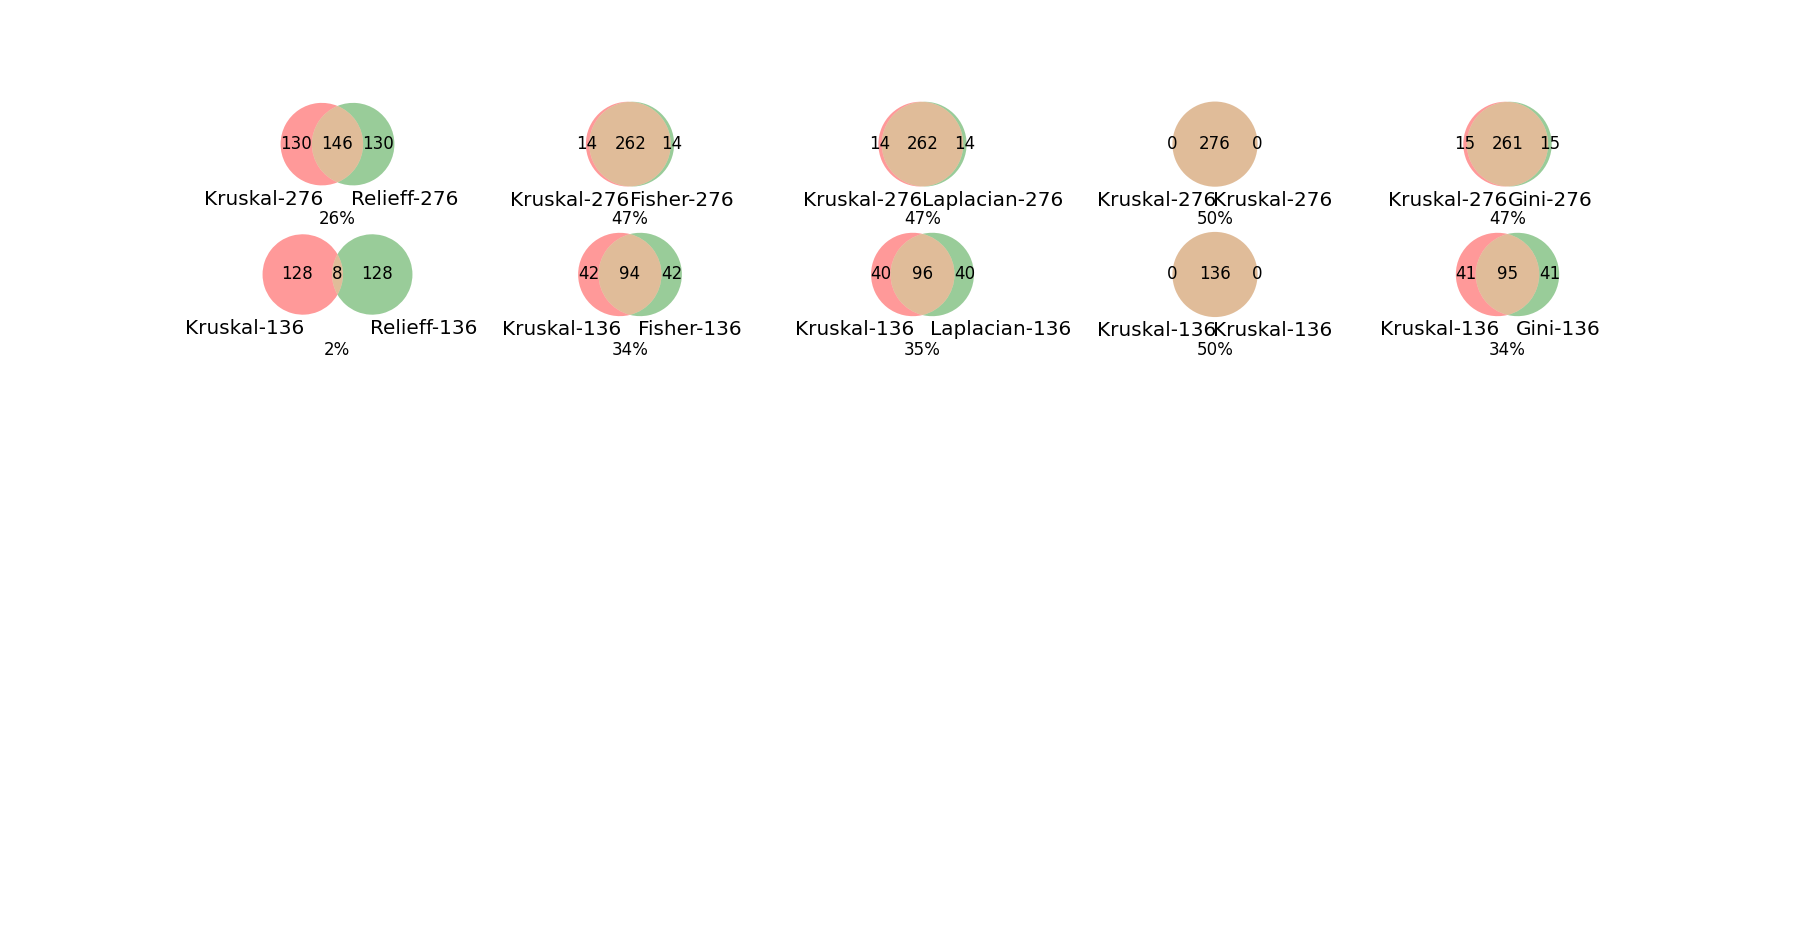 130 146 130 14 262 14 14 262 14 0 276 0 15 261 15
Kruskal-276 Relieff-276 Kruskal-276 Fisher-276 Kruskal-276 Laplacian-276 Kruskal-276 Kruskal-276 Kruskal-276 Gini-276
26% 47% 47% 50% 47%
128 8 128 42 94 42 40 96 40 0 136 0 41 95 41
Kruskal-136 Relieff-136 Kruskal-136 Fisher-136 Kruskal-136 Laplacian-136 Kruskal-136 Kruskal-136 Kruskal-136 Gini-136
2% 34% 35% 50% 34%